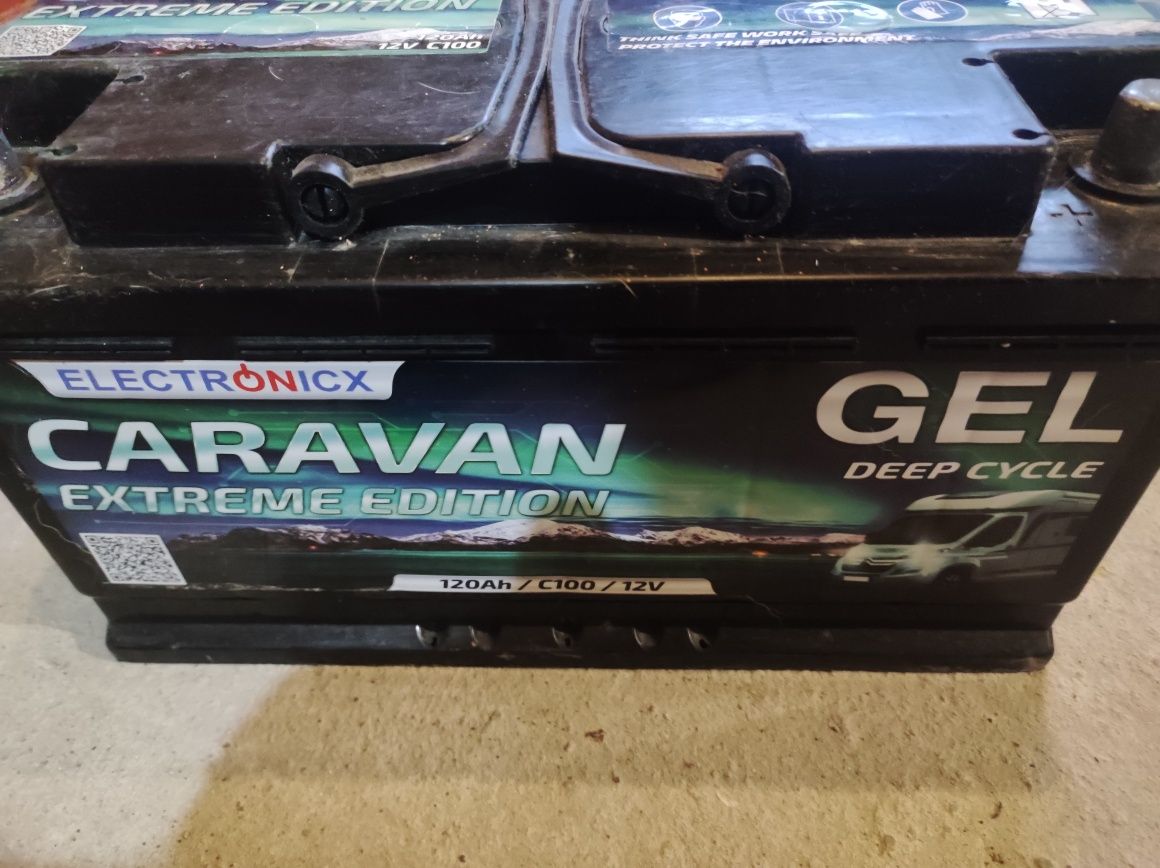 EXTREME EDITION
120Ah
12V C100
THINK SAFE WORK SAFE
PROTECT THE ENVIRONMENT
ELECTRONICX
CARAVAN
EXTREME EDITION
GEL
DEEP CYCLE
120Ah / C100 / 12V